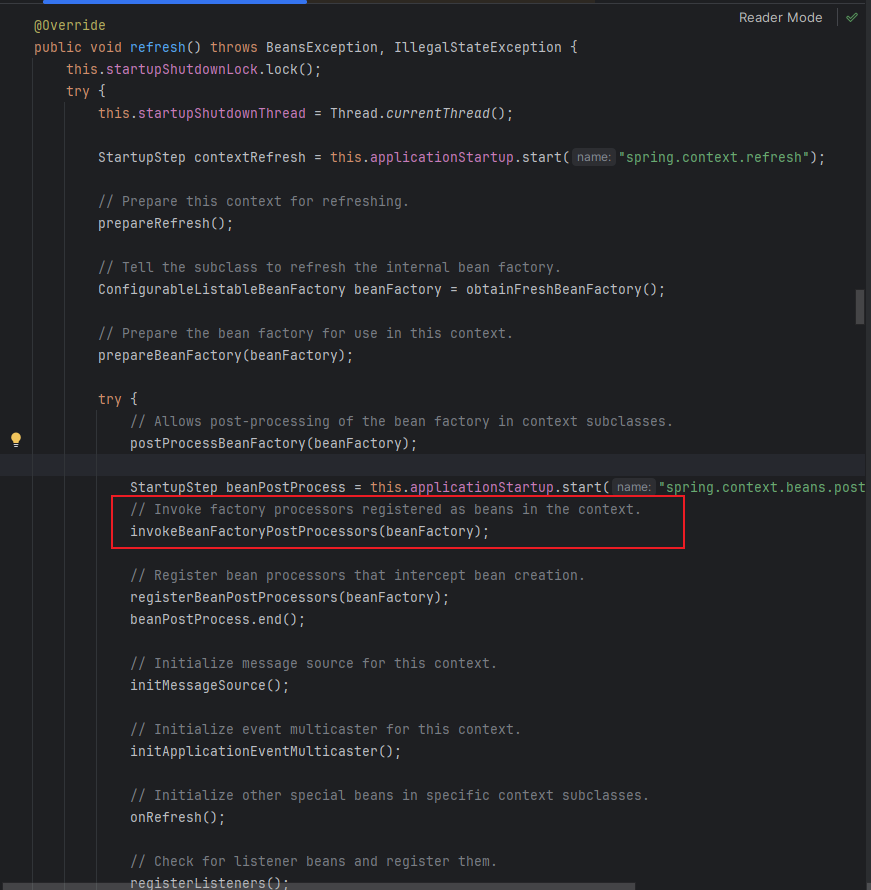 Reader Mode
@Override
public void refresh() throws BeansException, IllegalStateException {
this.startupShutdownLock.lock();
try {
this.startupShutdownThread = Thread.currentThread();
StartupStep contextRefresh = this.applicationStartup.start( name: "spring.context.refresh");
// Prepare this context for refreshing.
prepareRefresh();
// Tell the subclass to refresh the internal bean factory.
ConfigurableListableBeanFactory beanFactory = obtainFreshBeanFactory();
// Prepare the bean factory for use in this context.
prepareBeanFactory(beanFactory);
try {
// Allows post-processing of the bean factory in context subclasses.
postProcessBeanFactory(beanFactory);
StartupStep beanPostProcess = this.applicationStartup.start( name: "spring.context.beans.post
// Invoke factory processors registered as beans in the context.
invokeBeanFactoryPostProcessors(beanFactory);
// Register bean processors that intercept bean creation.
registerBeanPostProcessors(beanFactory);
beanPostProcess.end();
// Initialize message source for this context.
initMessageSource();
// Initialize event multicaster for this context.
initApplicationEventMulticaster();
// Initialize other special beans in specific context subclasses.
onRefresh();
// Check for listener beans and register them.
registerListeners();